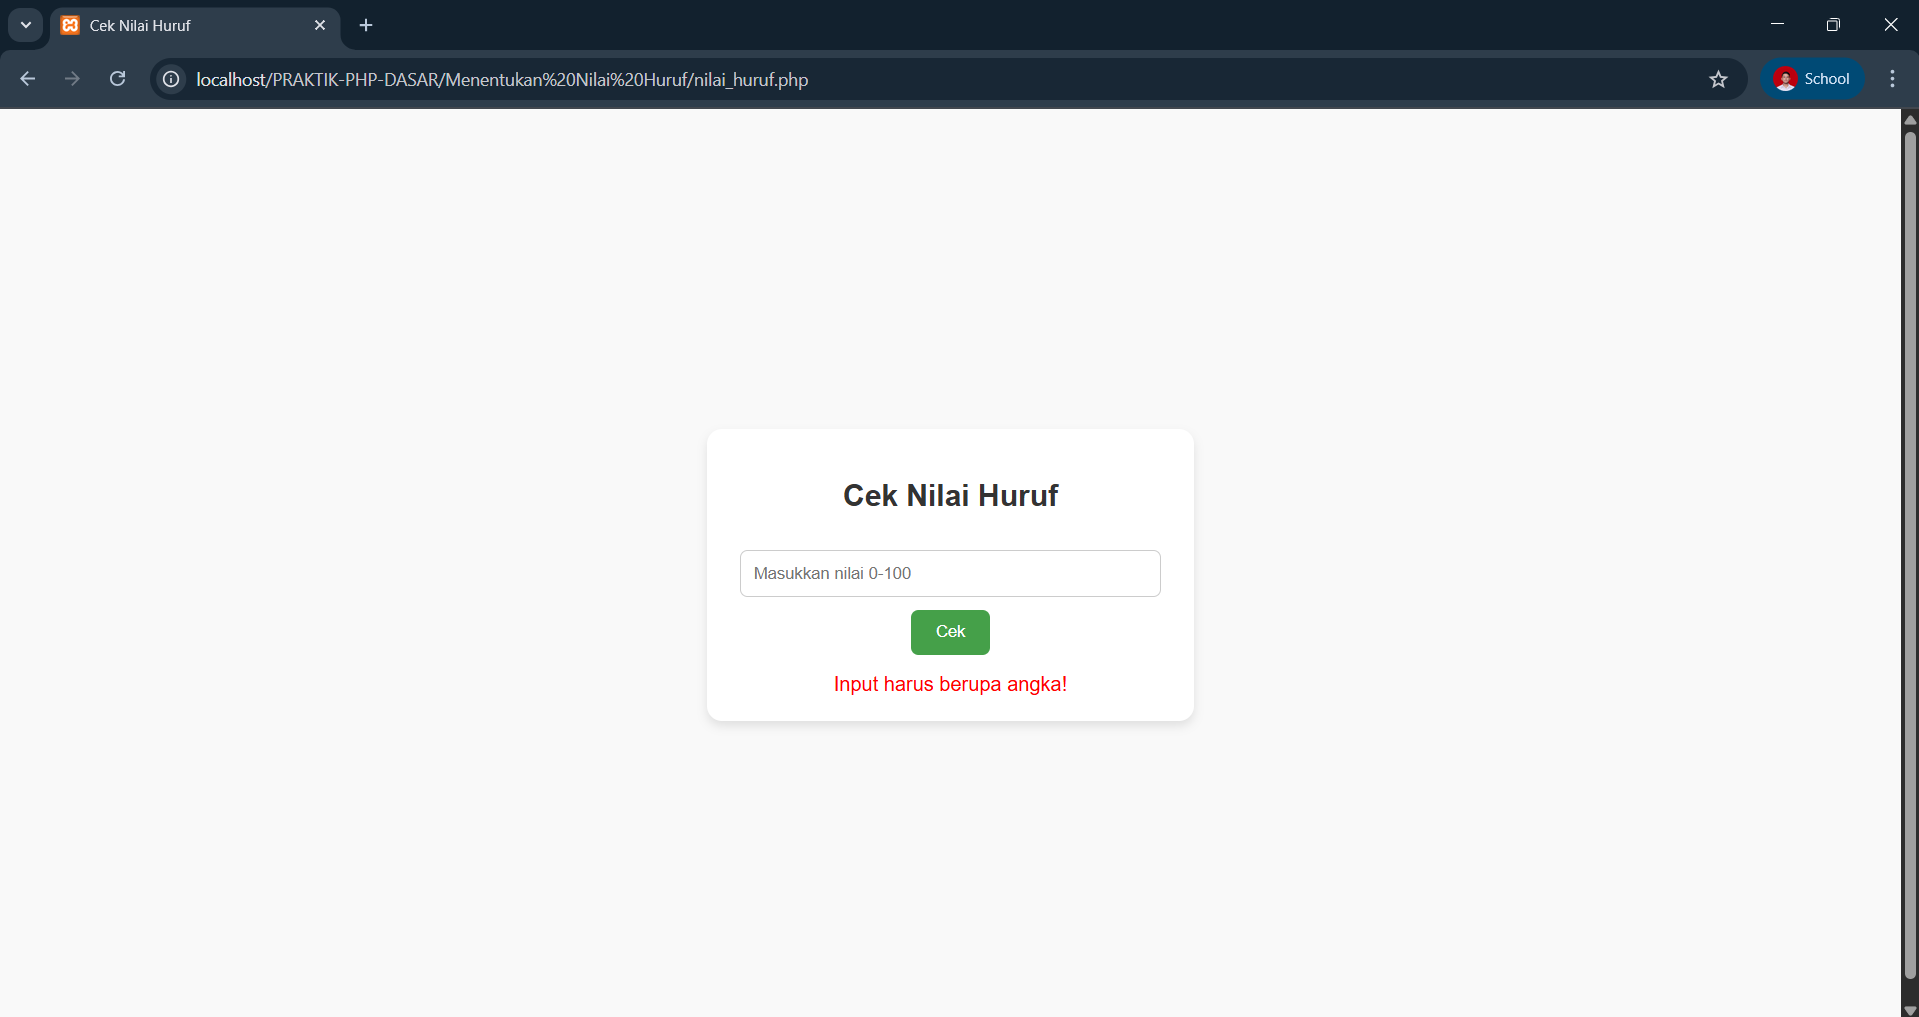 Cek Nilai Huruf
localhost/PRAKTIK-PHP-DASAR/Menentukan%20Nilai%20Huruf/nilai_huruf.php
School
Cek Nilai Huruf
Masukkan nilai 0-100
Cek
Input harus berupa angka!